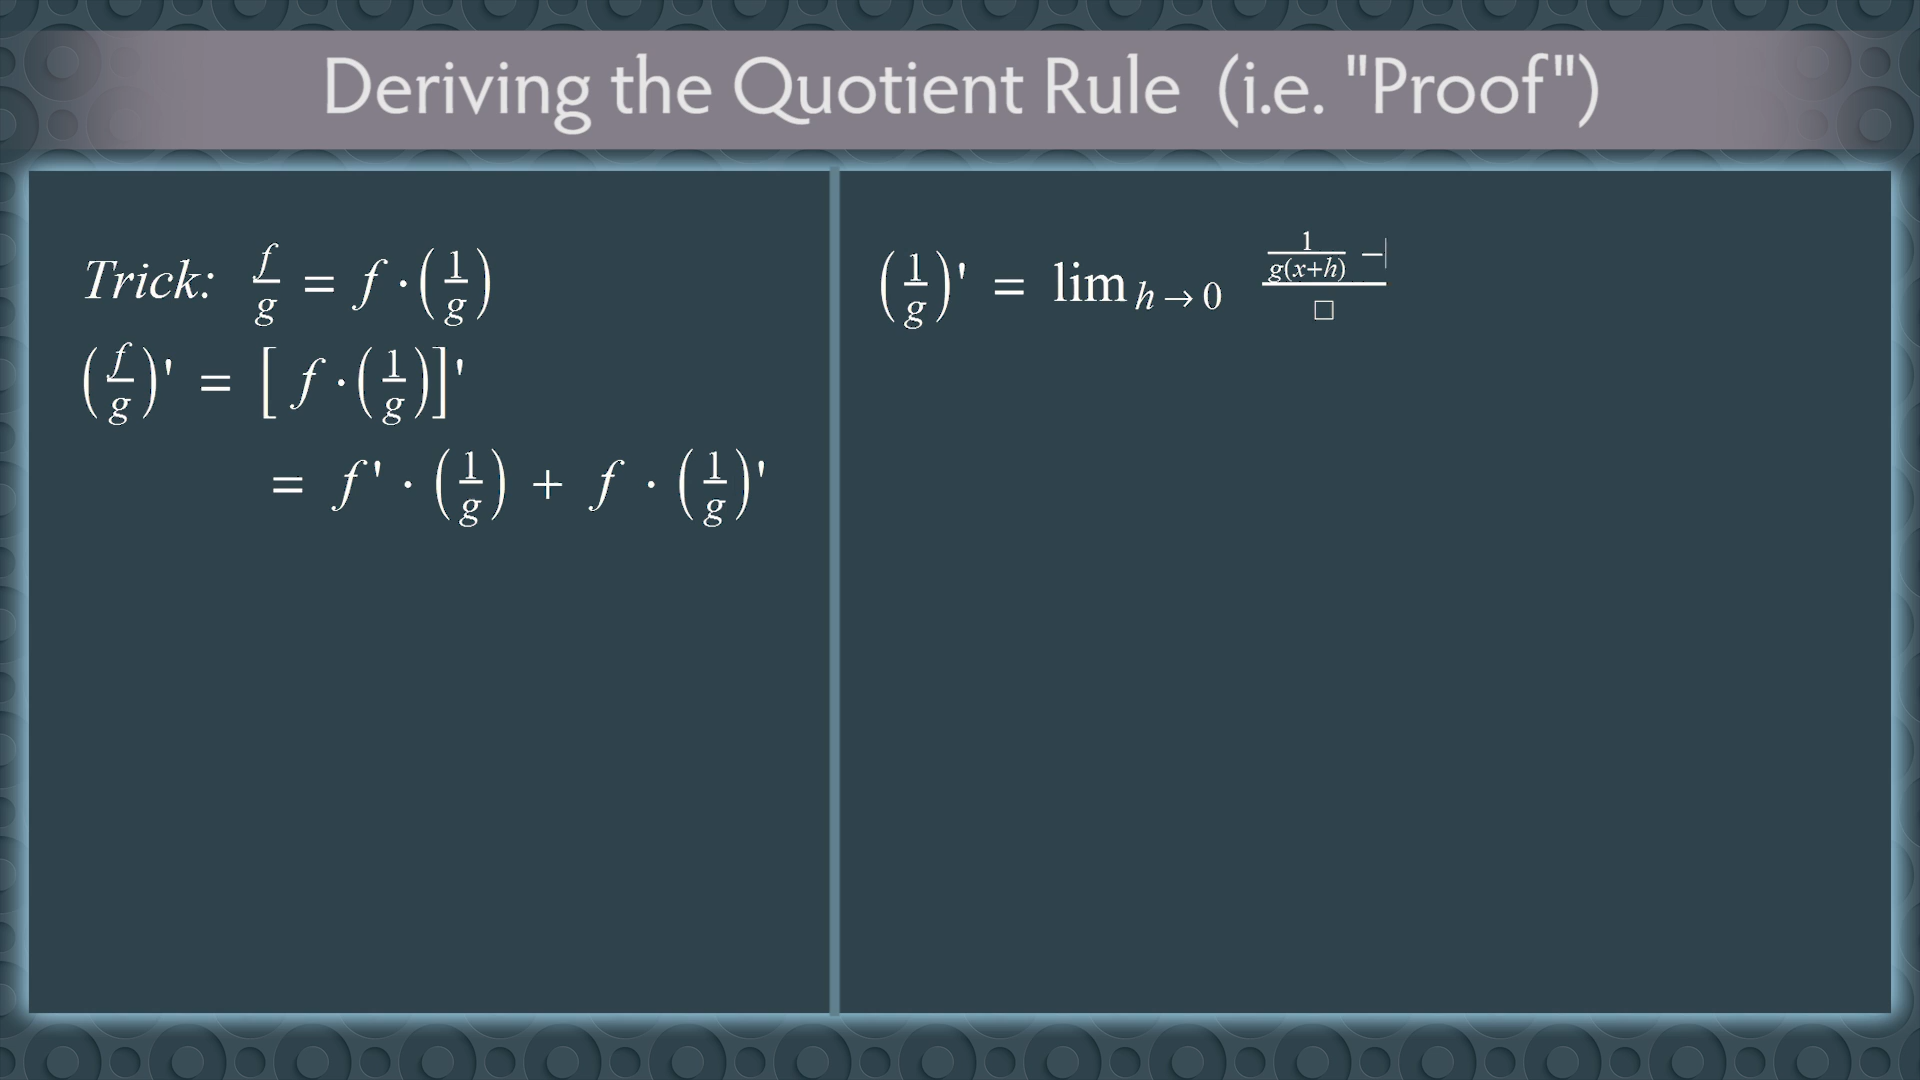 Deriving the Quotient Rule (i.e. "Proof")
Trick: f/g = f · (1/g)
(f/g)' = [ f · (1/g)]'
= f' · (1/g) + f · (1/g)'
(1/g)' = lim h → 0 1/g(x+h) − / □